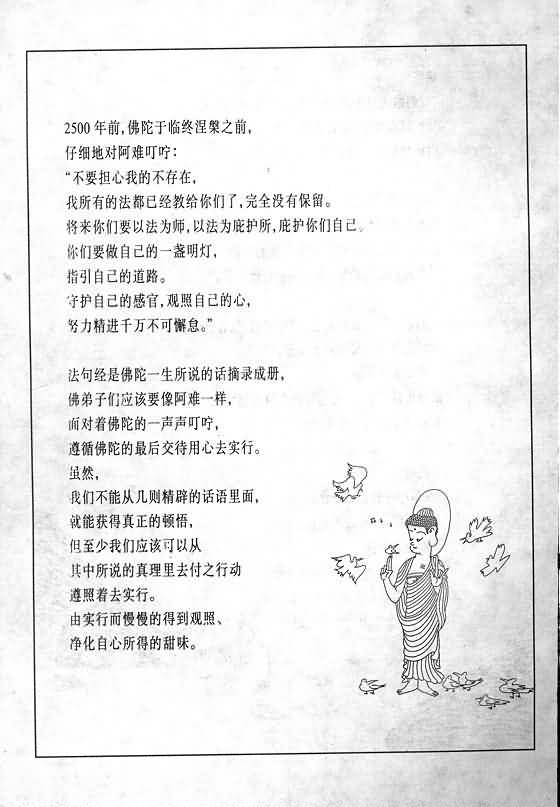 2500 年前,佛陀于临终涅槃之前,
仔细地对阿难叮咛:
“不要担心我的不存在,
我所有的法都已经教给你们了,完全没有保留。
将来你们要以法为师,以法为庇护所,庇护你们自己。
你们要做自己的一盏明灯,
指引自己的道路。
守护自己的感官,观照自己的心,
努力精进千万不可懈怠。”
法句经是佛陀一生所说的话摘录成册,
佛弟子们应该要像阿难一样,
面对着佛陀的一声声叮咛,
遵循佛陀的最后交待用心去实行。
虽然,
我们不能从几则精辟的话语里面,
就能获得真正的顿悟,
但至少我们应该可以从
其中所说的真理里去付之行动
遵照着去实行。
由实行而慢慢的得到观照、
净化自心所得的甜味。